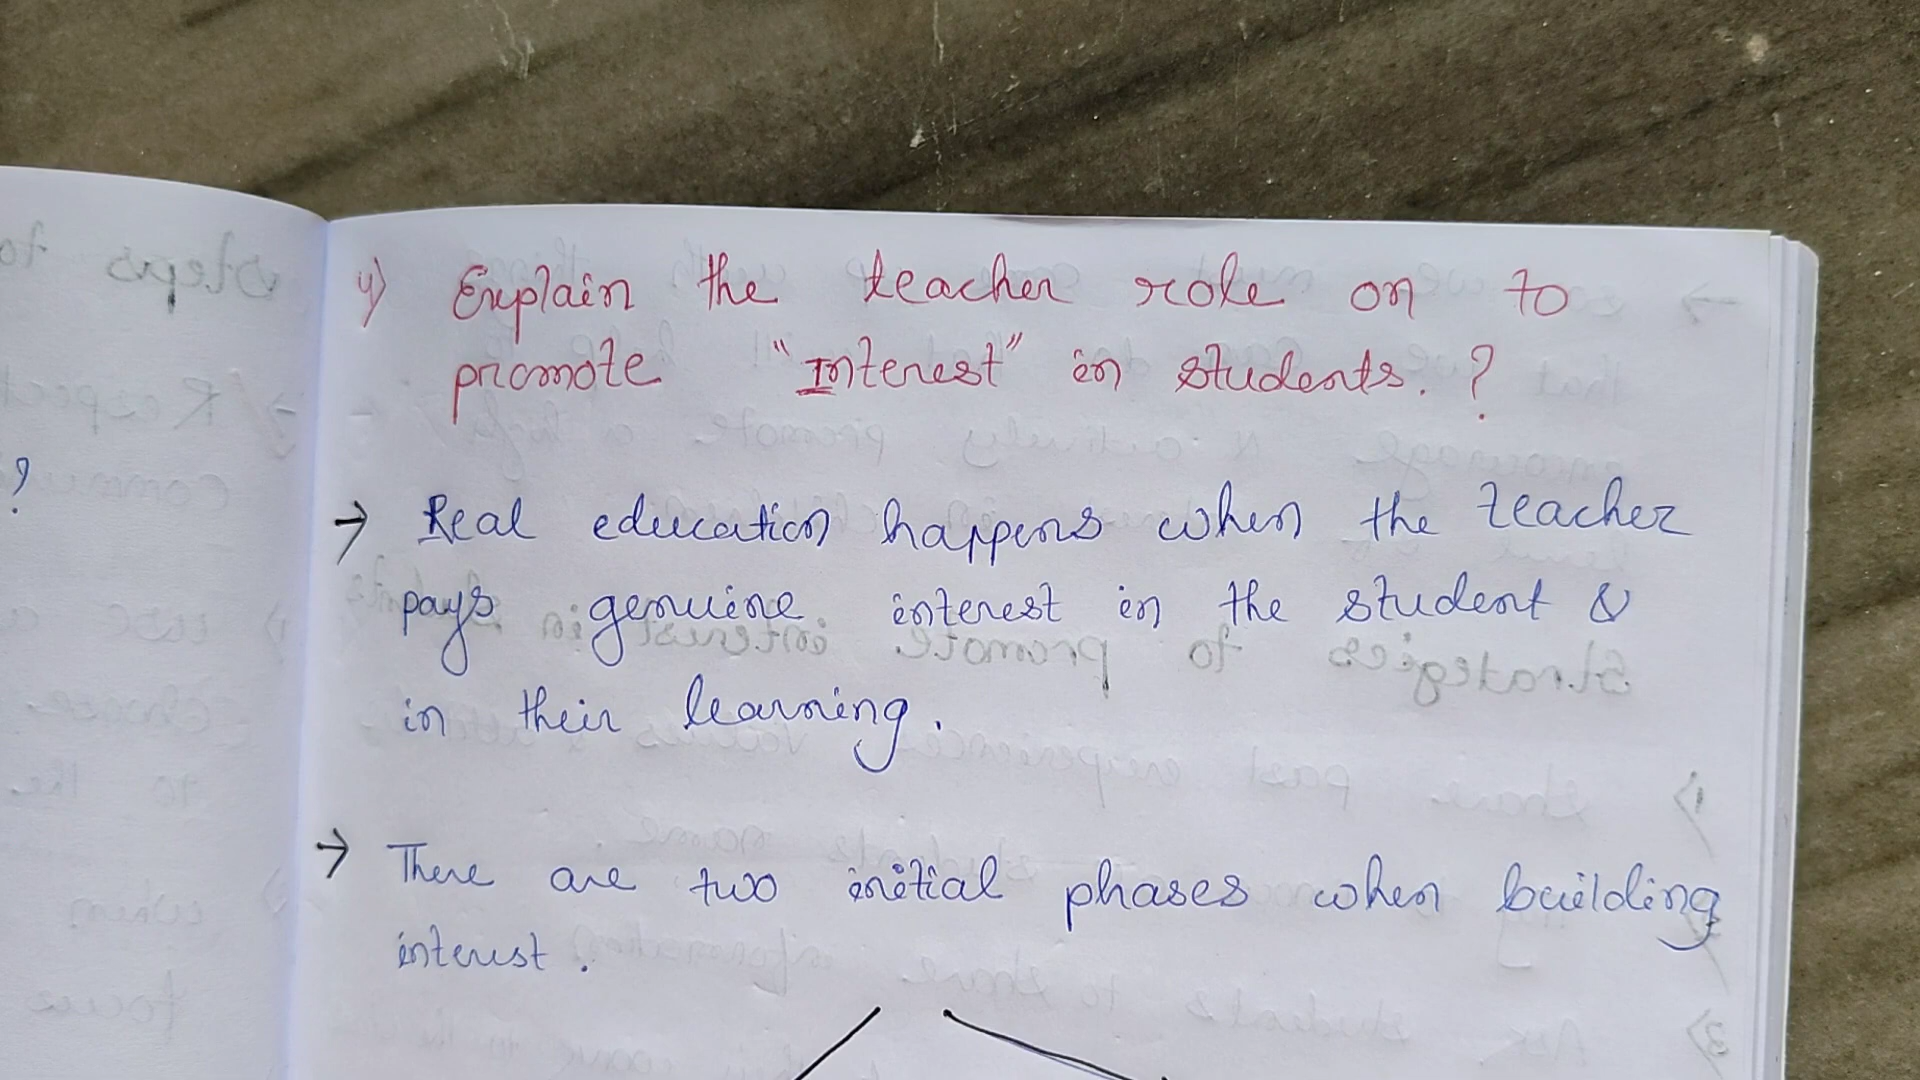 4) Explain the teacher role on to
promote "Interest" in students. ?
→ Real education happens when the teacher
pays genuine interest in the student &
in their learning.
→ There are two initial phases when building
interest.